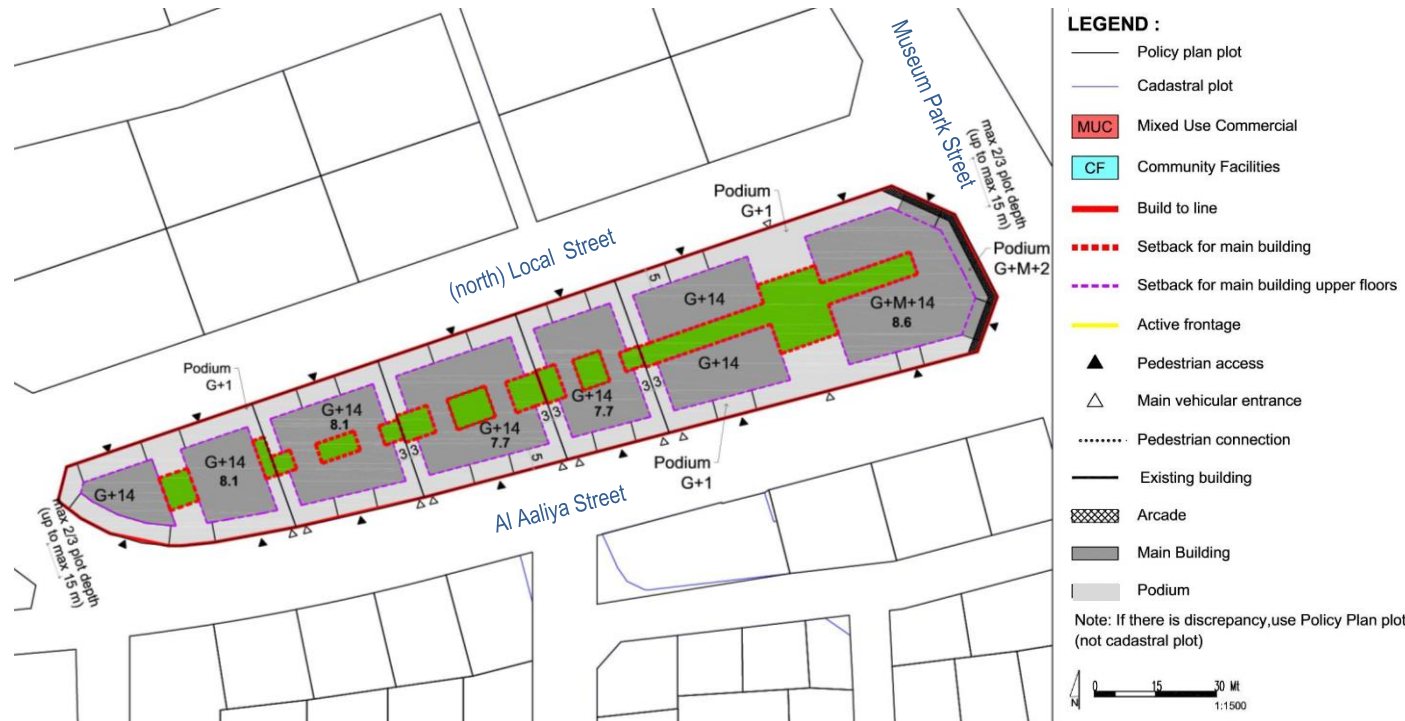 Museum Park Street
max 2/3 plot depth
(up to max 15 m)
Podium
G+1
(north) Local Street
Podium
G+M+2
5
G+14
G+M+14
8.6
G+14
Podium
G+1
3 3
G+14
7.7
G+14
8.1
G+14
7.7
3 3
3 3
5
G+14
8.1
G+14
Podium
G+1
Al Aaliya Street
max 2/3 plot depth
(up to max 15 m)
LEGEND :
Policy plan plot
Cadastral plot
MUC Mixed Use Commercial
CF Community Facilities
Build to line
Setback for main building
Setback for main building upper floors
Active frontage
Pedestrian access
Main vehicular entrance
Pedestrian connection
Existing building
Arcade
Main Building
Podium
Note: If there is discrepancy,use Policy Plan plot
(not cadastral plot)
N
0 15 30 Mt
1:1500